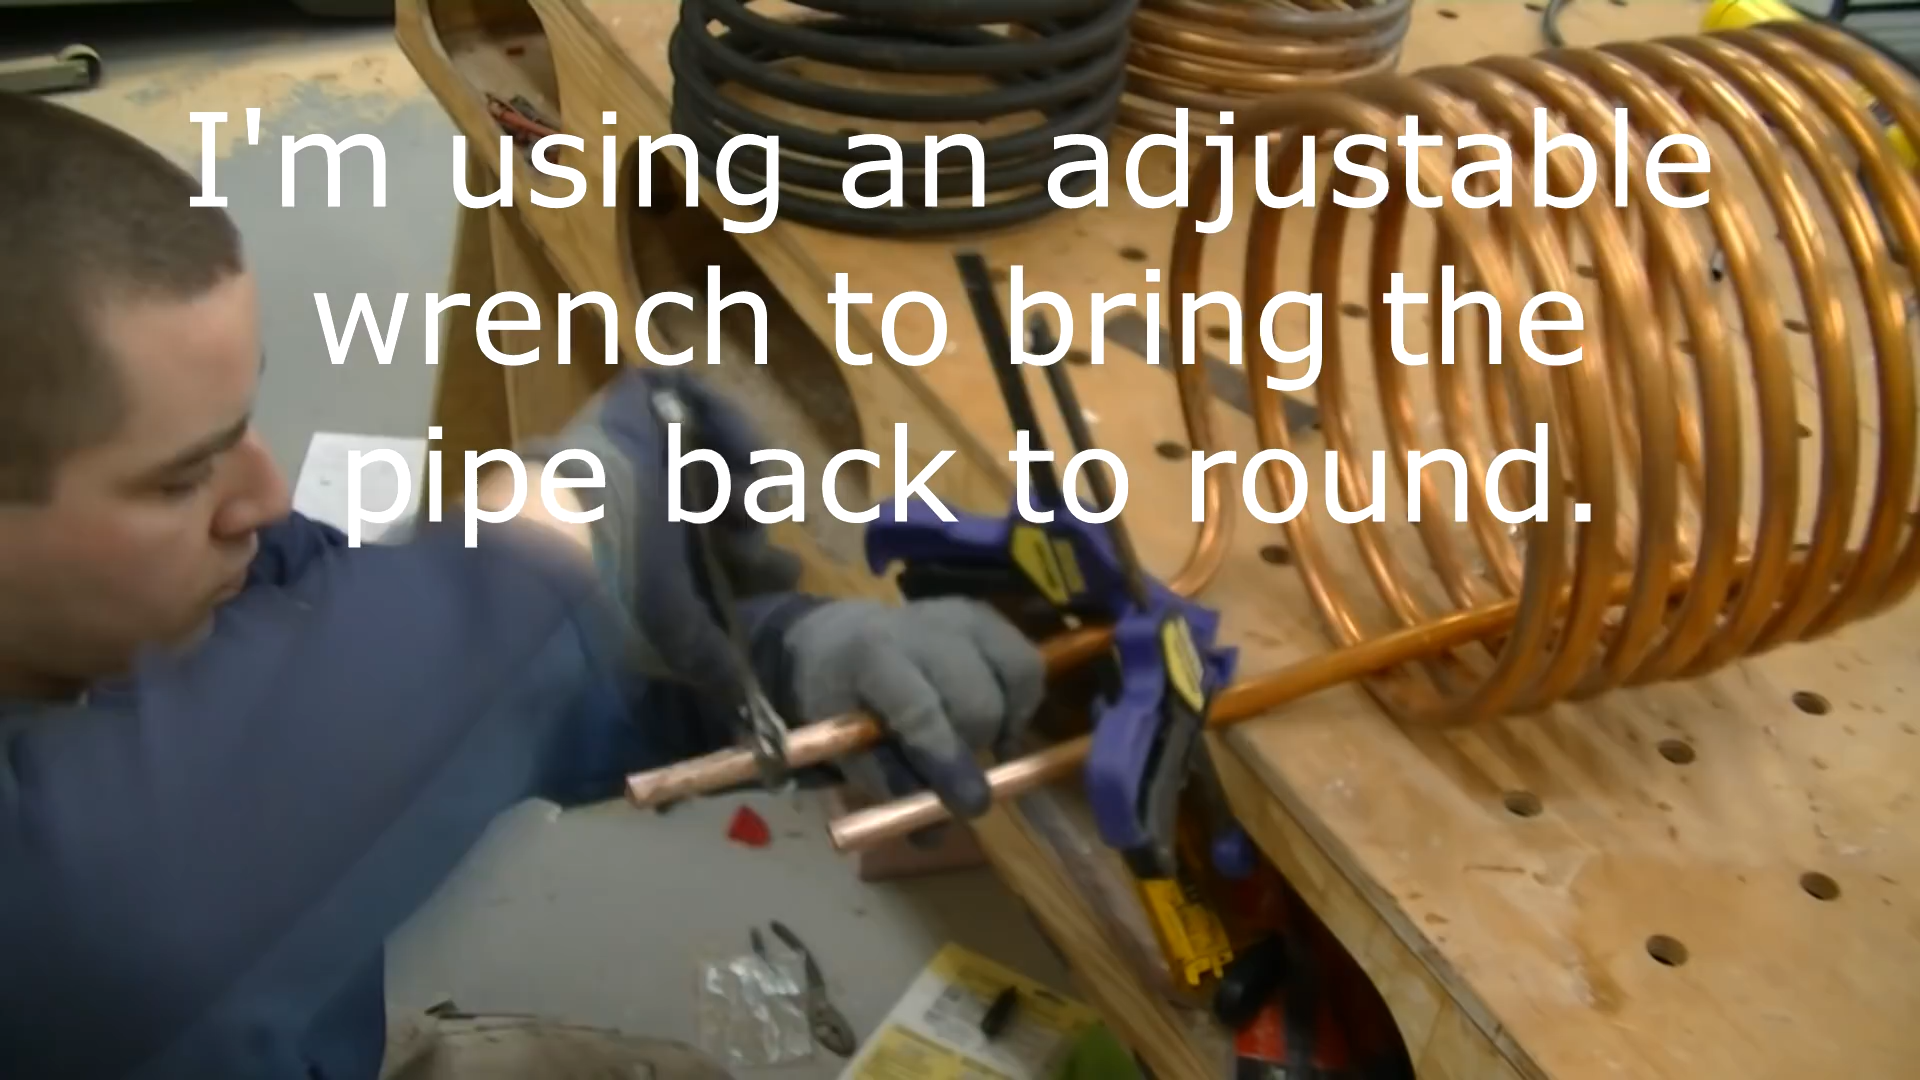 I'm using an adjustable
wrench to bring the
pipe back to round.